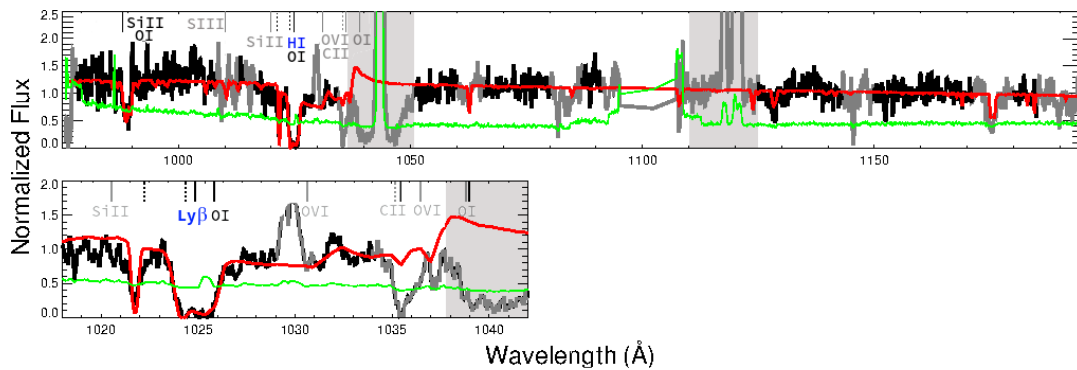 2.5
2.0
1.5
1.0
0.5
0.0
SiII
OI
SIII
SiII
HI
OI
OVI
CII
OI
1000
1050
1100
1150
Normalized Flux
2.0
1.5
1.0
0.5
0.0
SiII
Lyβ
OI
OVI
CII
OVI
OI
1020
1025
1030
1035
1040
Wavelength (Å)